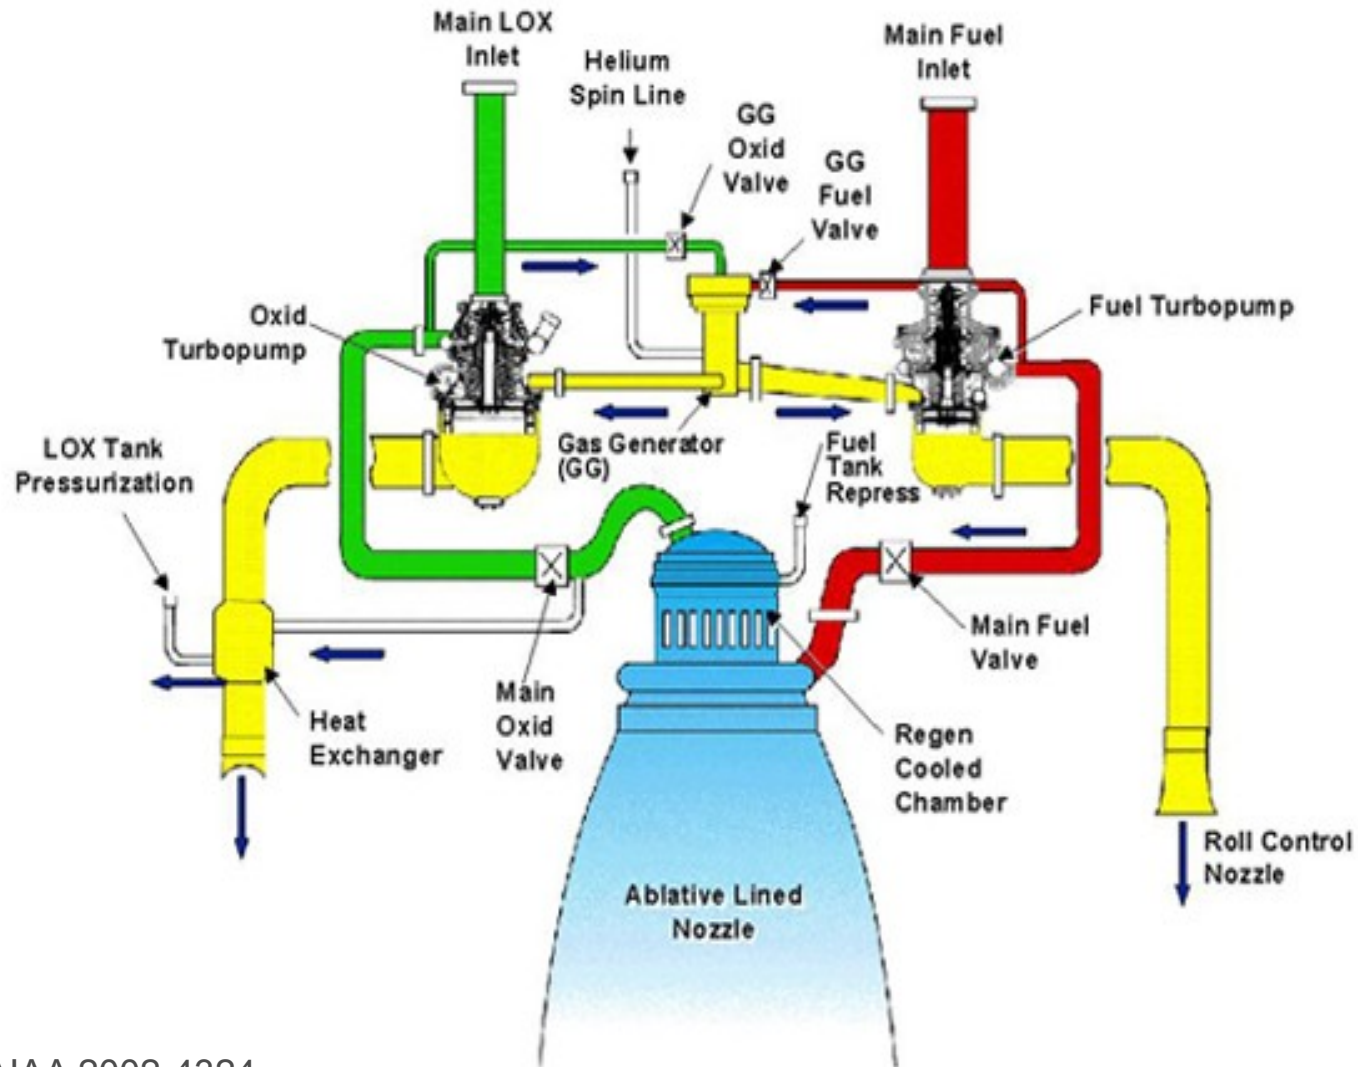 Main LOX
Inlet
Helium
Spin Line
GG
Oxid
Valve
GG
Fuel
Valve
Main Fuel
Inlet
Oxid
Turbopump
Fuel Turbopump
LOX Tank
Pressurization
Gas Generator
(GG)
Fuel
Tank
Repress
Main
Oxid
Valve
Main Fuel
Valve
Heat
Exchanger
Regen
Cooled
Chamber
Roll Control
Nozzle
Ablative Lined
Nozzle